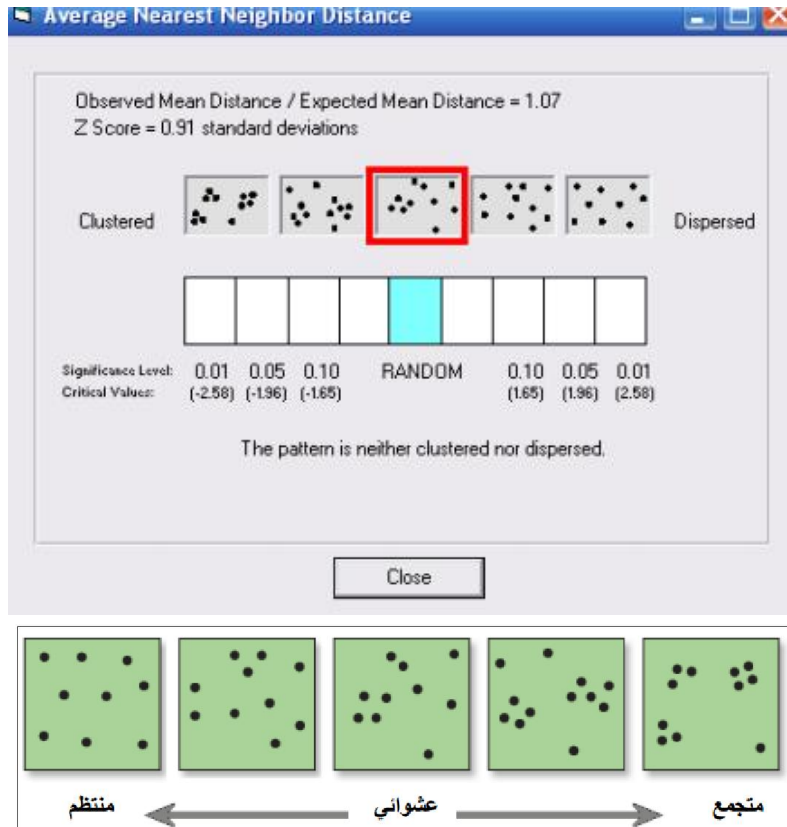 Average Nearest Neighbor Distance
Observed Mean Distance / Expected Mean Distance = 1.07
Z Score = 0.91 standard deviations
Clustered Dispersed
Significance Level: 0.01 0.05 0.10 RANDOM 0.10 0.05 0.01
Critical Values: (-2.58) (-1.96) (-1.65) (1.65) (1.96) (2.58)
The pattern is neither clustered nor dispersed.
Close
متجمع عشوائي منتظم